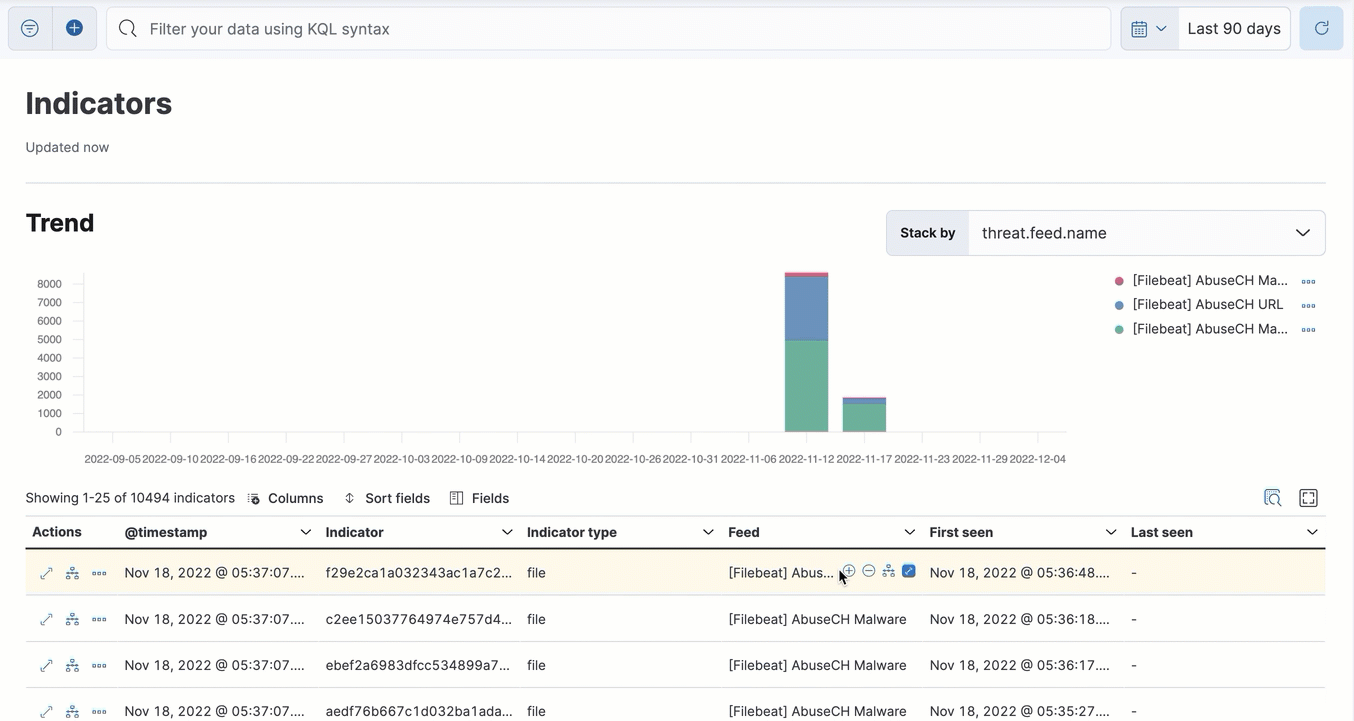 Filter your data using KQL syntax
Last 90 days
Indicators
Updated now
Trend
Stack by threat.feed.name
8000
7000
6000
5000
4000
3000
2000
1000
0
[Filebeat] AbuseCH Ma...
[Filebeat] AbuseCH URL
[Filebeat] AbuseCH Ma...
2022-09-05 2022-09-10 2022-09-16 2022-09-22 2022-09-27 2022-10-03 2022-10-09 2022-10-14 2022-10-20 2022-10-26 2022-10-31 2022-11-06 2022-11-12 2022-11-17 2022-11-23 2022-11-29 2022-12-04
Showing 1-25 of 10494 indicators Columns Sort fields Fields
Actions @timestamp Indicator Indicator type Feed First seen Last seen
Nov 18, 2022 @ 05:37:07.... f29e2ca1a032343ac1a7c2... file [Filebeat] Abus... Nov 18, 2022 @ 05:36:48.... -
Nov 18, 2022 @ 05:37:07.... c2ee15037764974e757d4... file [Filebeat] AbuseCH Malware Nov 18, 2022 @ 05:36:18.... -
Nov 18, 2022 @ 05:37:07.... ebef2a6983dfcc534899a7... file [Filebeat] AbuseCH Malware Nov 18, 2022 @ 05:36:17.... -
Nov 18, 2022 @ 05:37:07.... aedf76b667c1d032ba1ada... file [Filebeat] AbuseCH Malware Nov 18, 2022 @ 05:35:27.... -